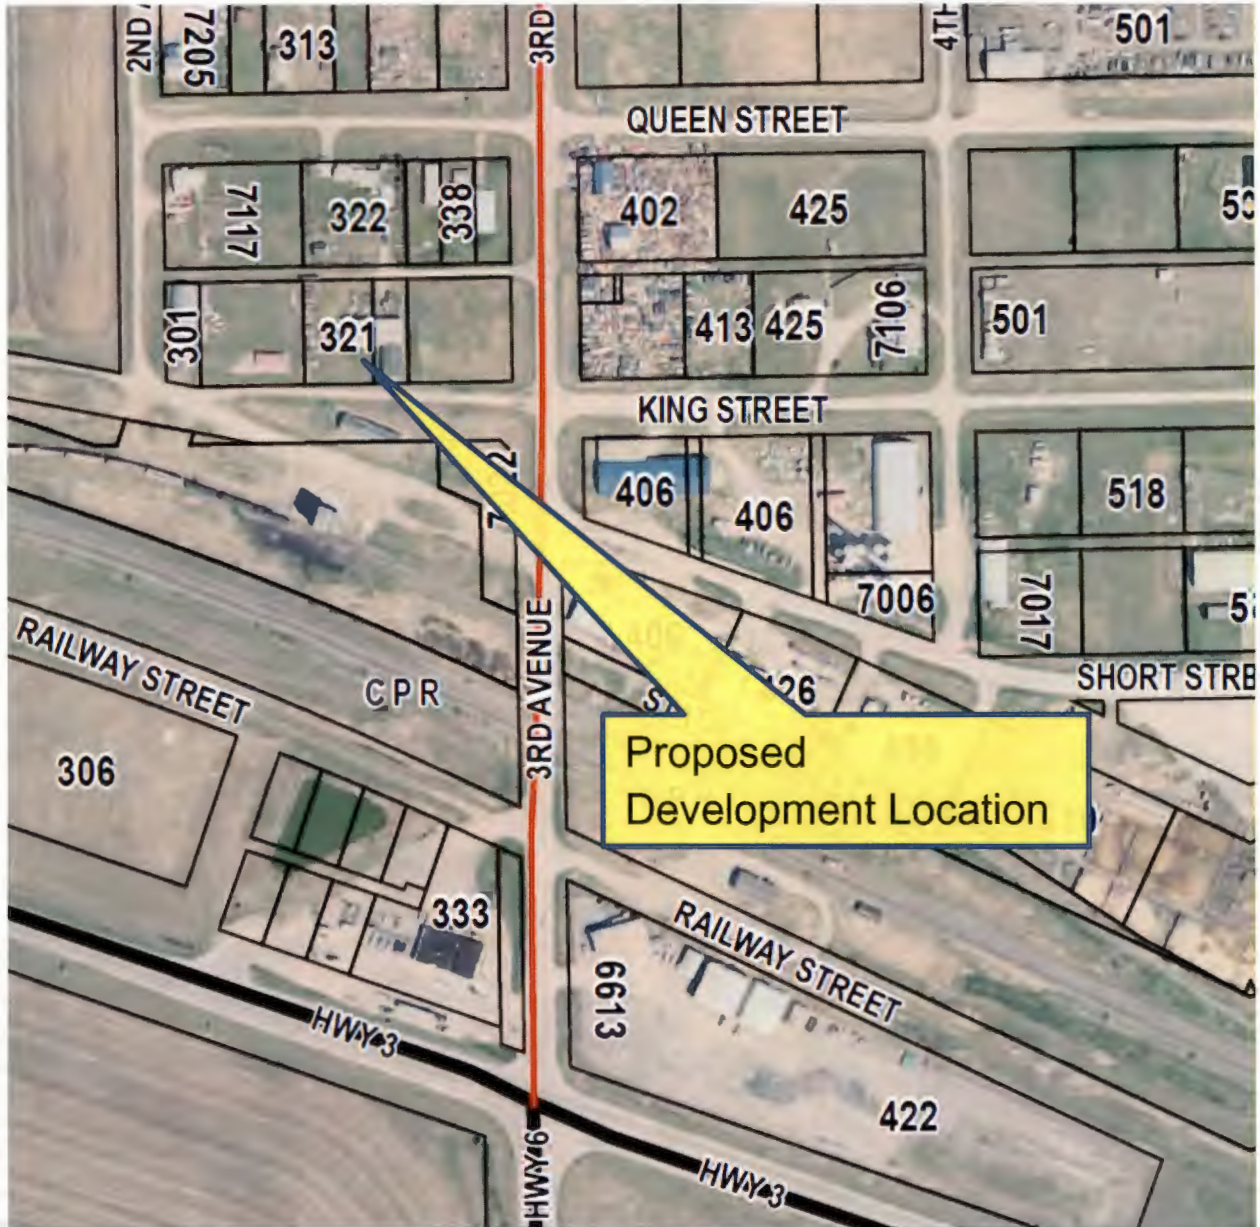 2ND
7205
313
3RD
4TH
501
QUEEN STREET
7117
322
338
402
425
301
321
413
425
7106
501
KING STREET
406
406
518
7006
7017
3RD AVENUE
SHORT
126
RAILWAY STREET
CPR
306
Proposed
Development Location
333
RAILWAY STREET
6613
HWY 3
422
HWY 6
HWY 3